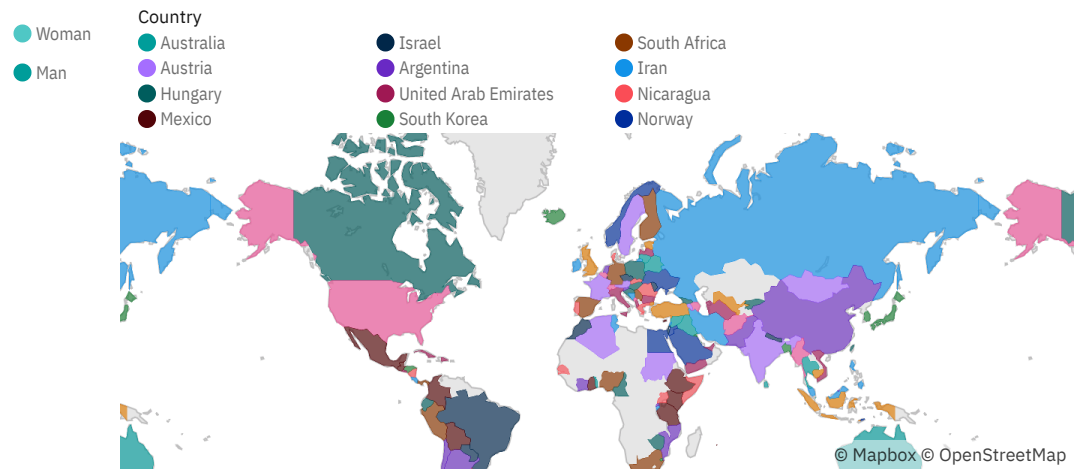 Woman
Man
Country
Australia
Austria
Hungary
Mexico
Israel
Argentina
United Arab Emirates
South Korea
South Africa
Iran
Nicaragua
Norway
© Mapbox © OpenStreetMap